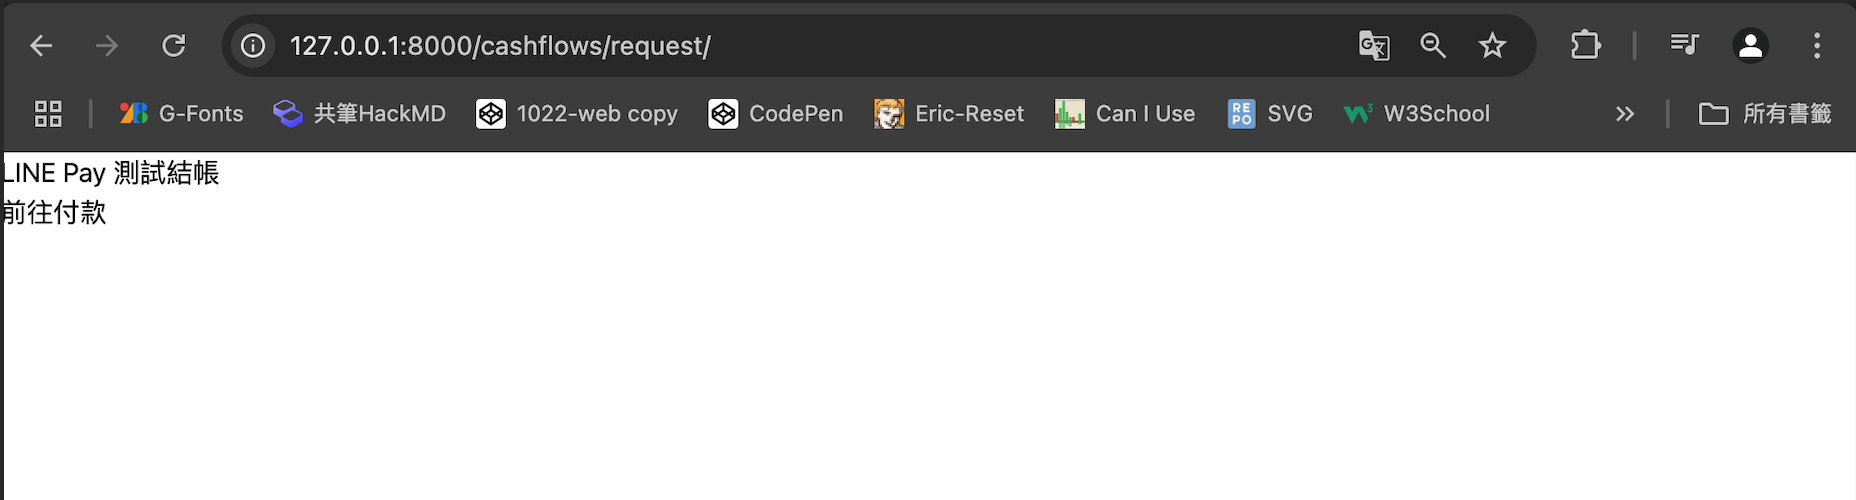 127.0.0.1:8000/cashflows/request/
G-Fonts 共筆HackMD 1022-web copy CodePen Eric-Reset Can I Use REPO SVG W3School 所有書籤
LINE Pay 測試結帳
前往付款